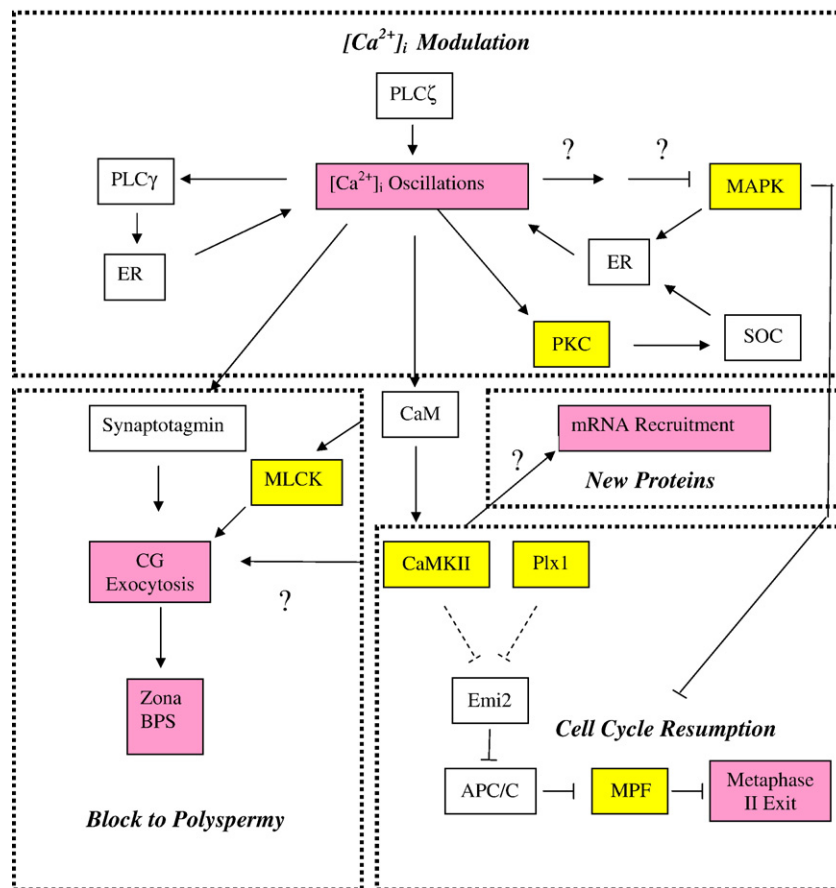 [Ca²⁺]ᵢ Modulation
PLCζ
? ?
PLCγ
[Ca²⁺]ᵢ Oscillations
MAPK
ER
ER
PKC
SOC
Synaptotagmin
CaM
mRNA Recruitment
MLCK
?
New Proteins
CG
Exocytosis
?
CaMKII
Plx1
Zona
BPS
Emi2
Cell Cycle Resumption
APC/C
MPF
Metaphase
II Exit
Block to Polyspermy